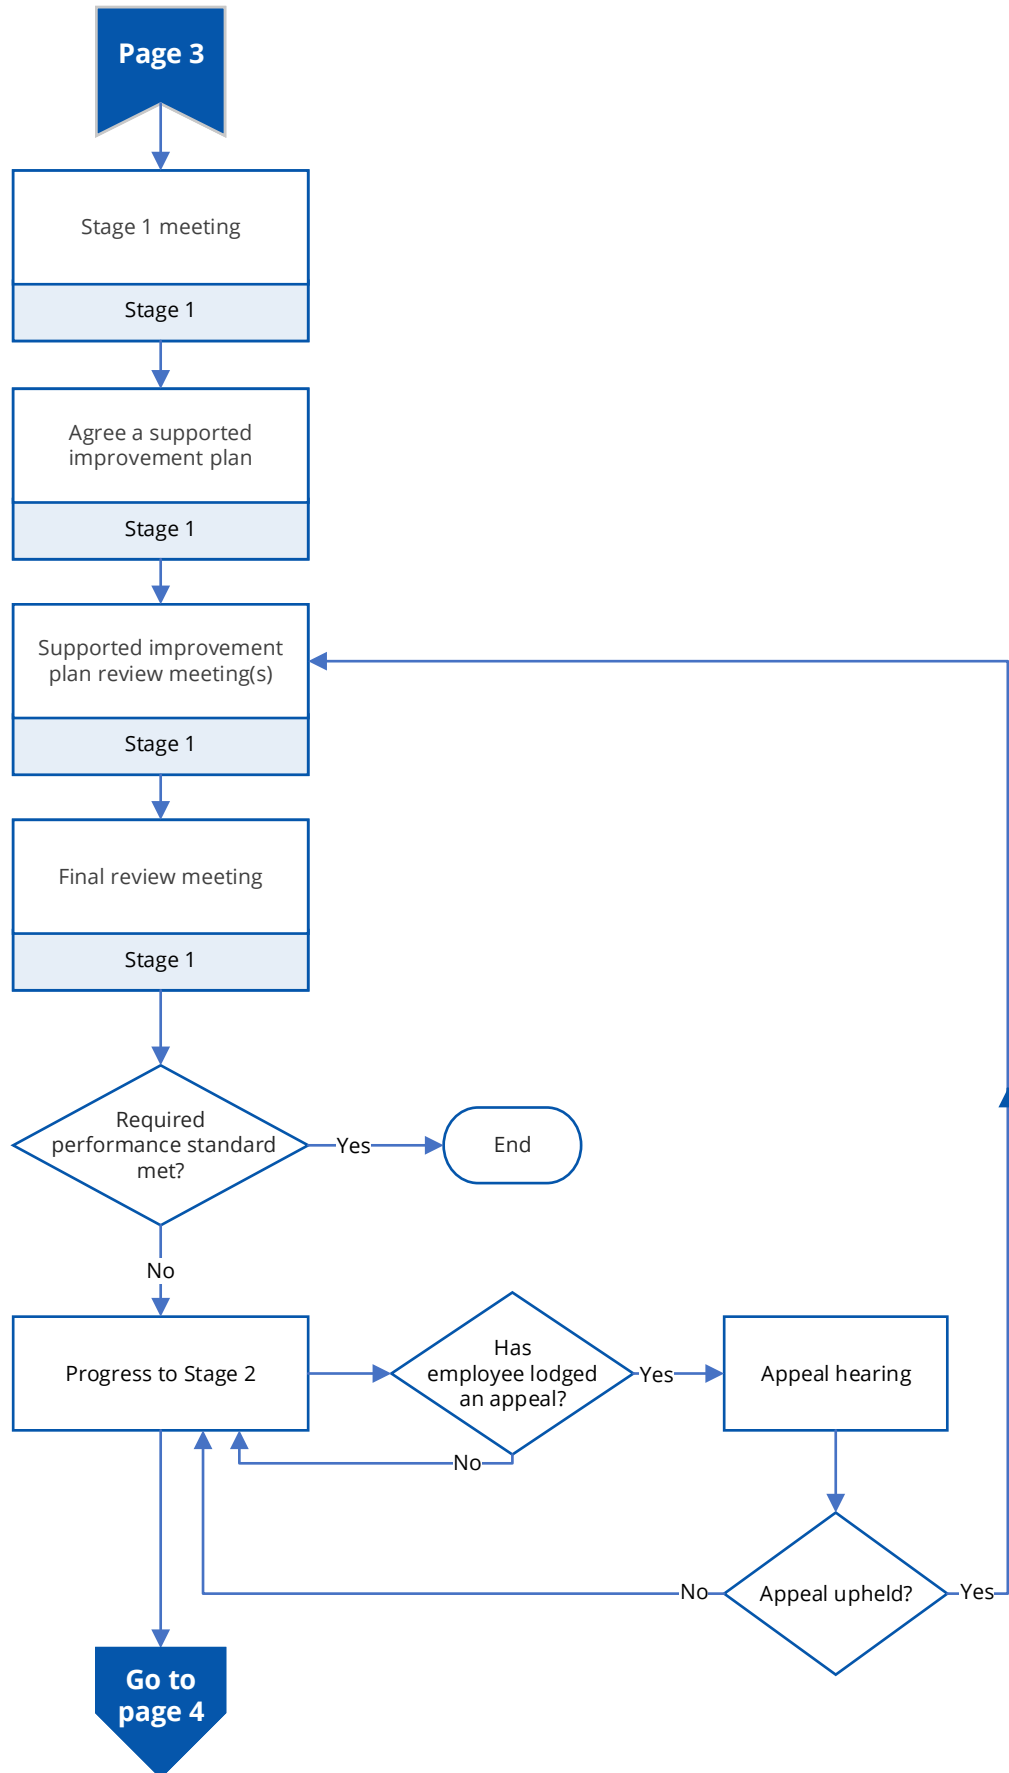 Page 3
Stage 1 meeting
Stage 1
Agree a supported
improvement plan
Stage 1
Supported improvement
plan review meeting(s)
Stage 1
Final review meeting
Stage 1
Required
performance standard
met?
Yes
End
No
Progress to Stage 2
Has
employee lodged
an appeal?
Yes
Appeal hearing
No
No
Appeal upheld?
Yes
Go to
page 4